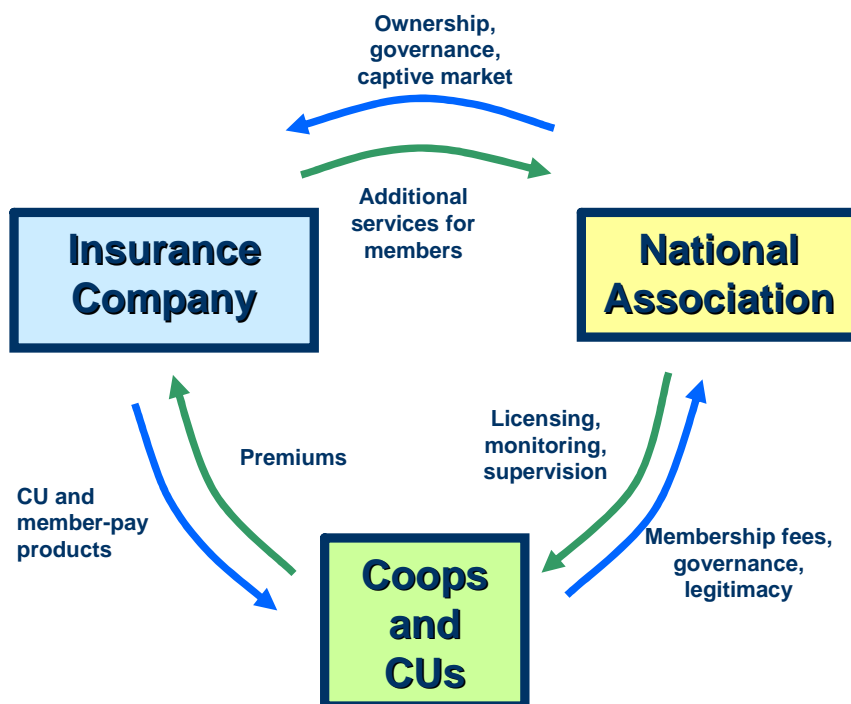 Ownership,
governance,
captive market
Additional
services for
members
Insurance
Company
National
Association
Licensing,
monitoring,
supervision
Premiums
CU and
member-pay
products
Membership fees,
governance,
legitimacy
Coops
and
CUs